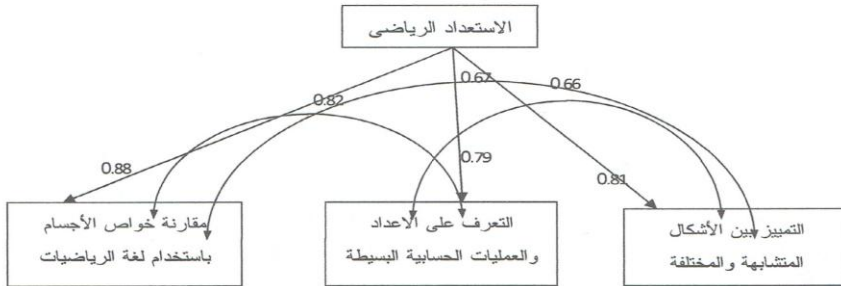 الاستعداد الرياضى
0.67
0.66
0.82
0.88
0.79
0.81
مقارنة خواص الأجسام
باستخدام لغة الرياضيات
التعرف على الاعداد
والعمليات الحسابية البسيطة
التمييز بين الأشكال
المتشابهة والمختلفة